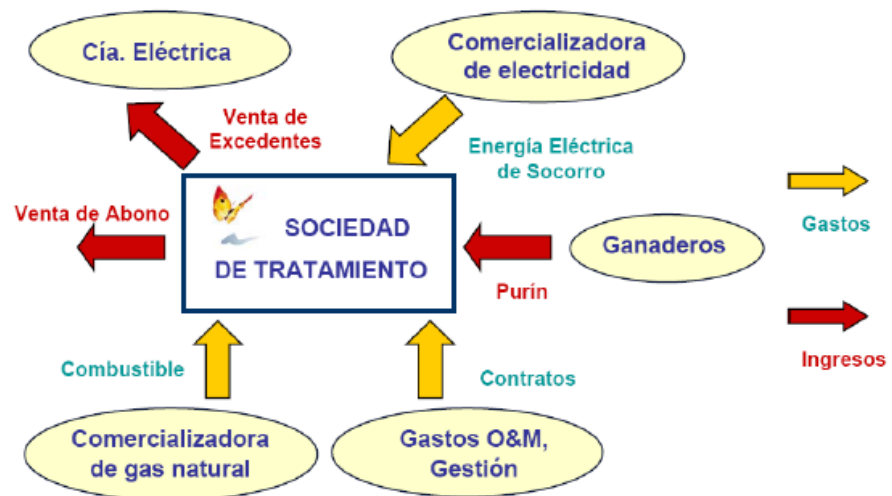 Cía. Eléctrica
Comercializadora
de electricidad
Venta de
Excedentes
Energía Eléctrica
de Socorro
Venta de Abono
SOCIEDAD
DE TRATAMIENTO
Ganaderos
Gastos
Purín
Ingresos
Combustible
Contratos
Comercializadora
de gas natural
Gastos O&M,
Gestión